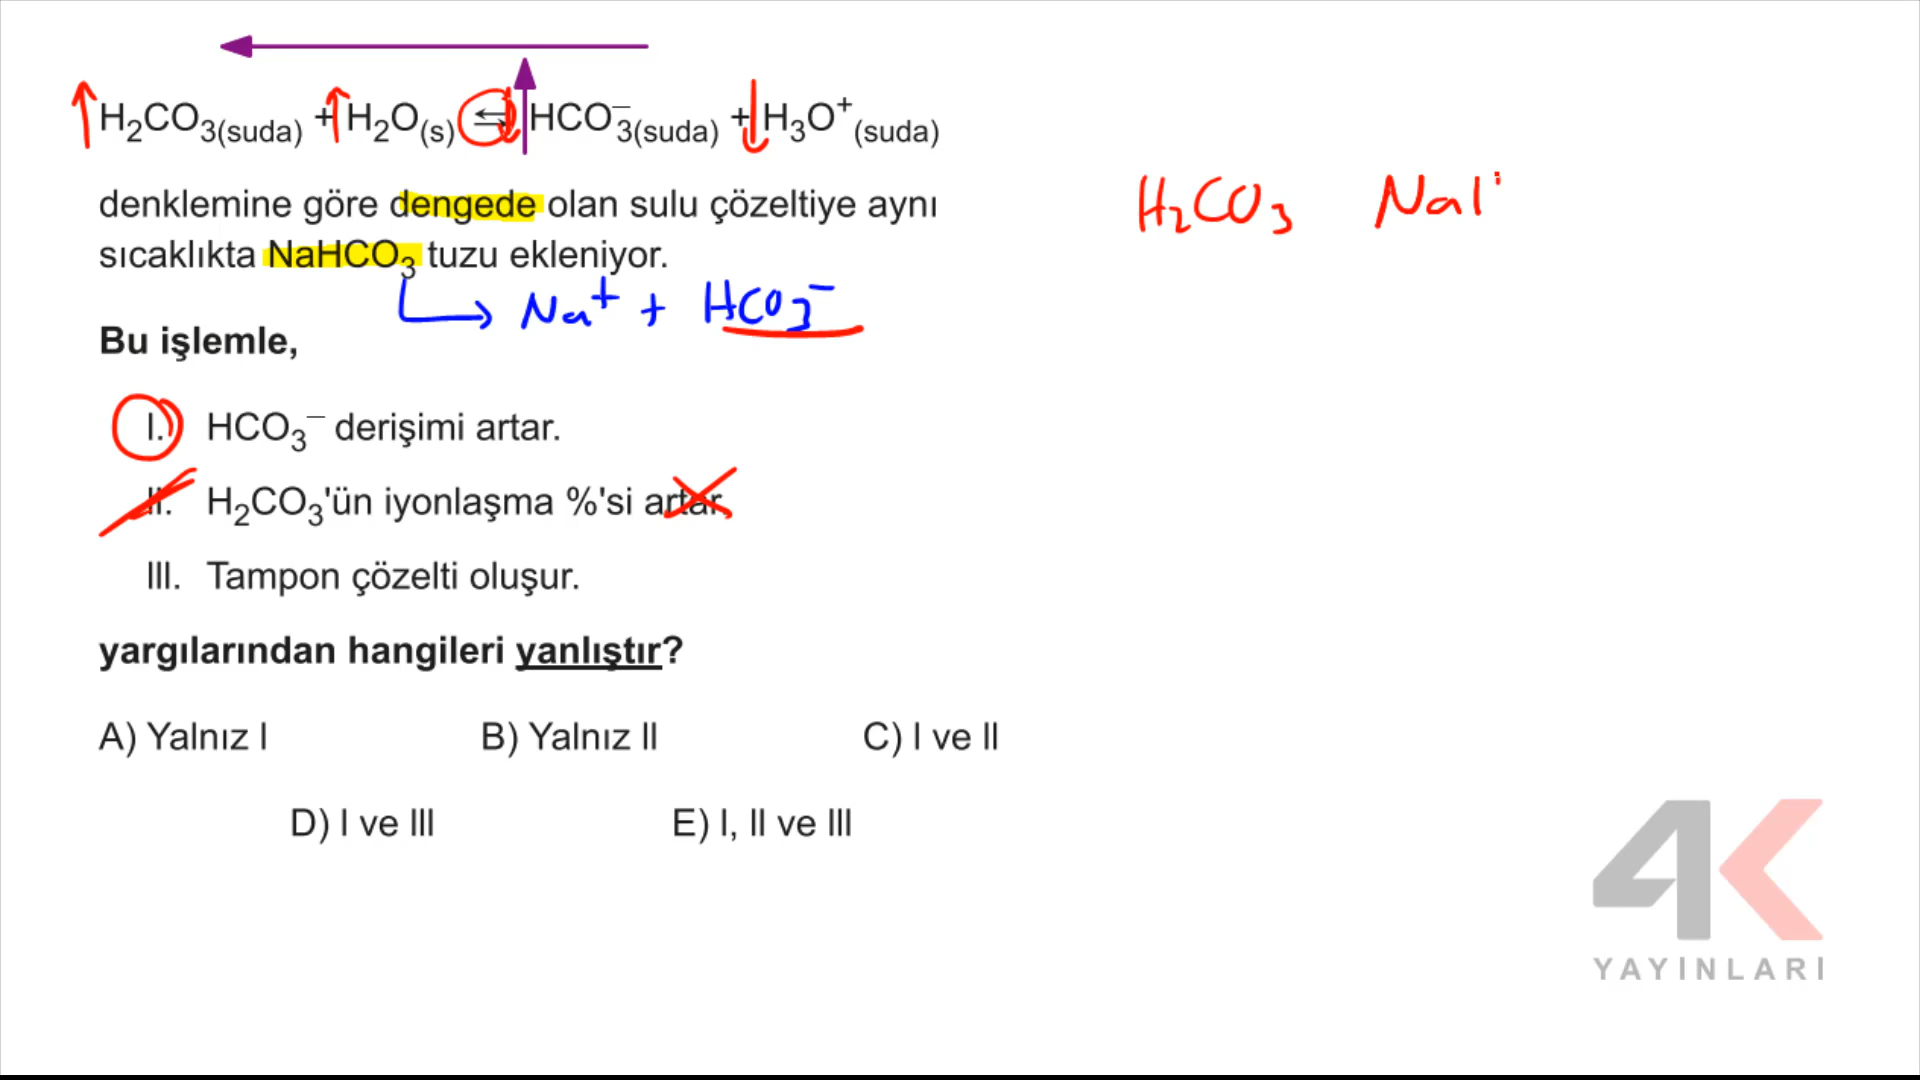 H₂CO₃(suda) + H₂O(s) ⇌ HCO₃⁻(suda) + H₃O⁺(suda)
denklemine göre dengede olan sulu çözeltiye aynı
sıcaklıkta NaHCO₃ tuzu ekleniyor.
Na⁺ + HCO₃⁻
Bu işlemle,
I. HCO₃⁻ derişimi artar.
II. H₂CO₃'ün iyonlaşma %'si artar.
III. Tampon çözelti oluşur.
yargılarından hangileri yanlıştır?
A) Yalnız I B) Yalnız II C) I ve II
D) I ve III E) I, II ve III
H₂CO₃ Na
4K
YAYINLARI